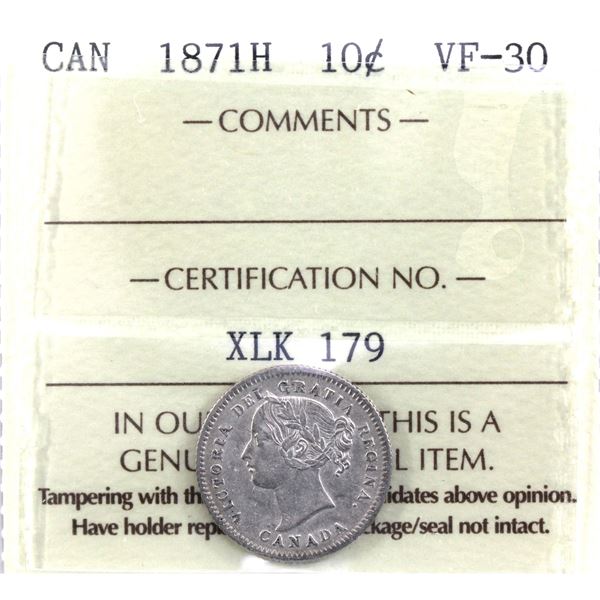 CAN 1871H 10¢ VF-30
— COMMENTS —
— CERTIFICATION NO. —
XLK 179
IN OU THIS IS A
GENU L ITEM.
Tampering with th idates above opinion.
Have holder rep ckage/seal not intact.
VICTORIA DEI GRATIA REGINA.
CANADA